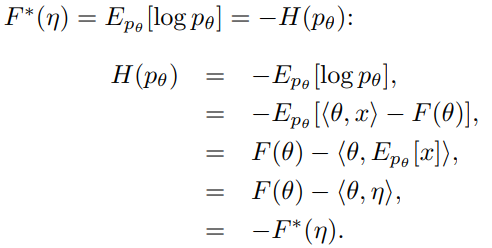 F*(η) = E_{p_θ}[log p_θ] = −H(p_θ):
H(p_θ) = −E_{p_θ}[log p_θ],
= −E_{p_θ}[⟨θ, x⟩ − F(θ)],
= F(θ) − ⟨θ, E_{p_θ}[x]⟩,
= F(θ) − ⟨θ, η⟩,
= −F*(η).